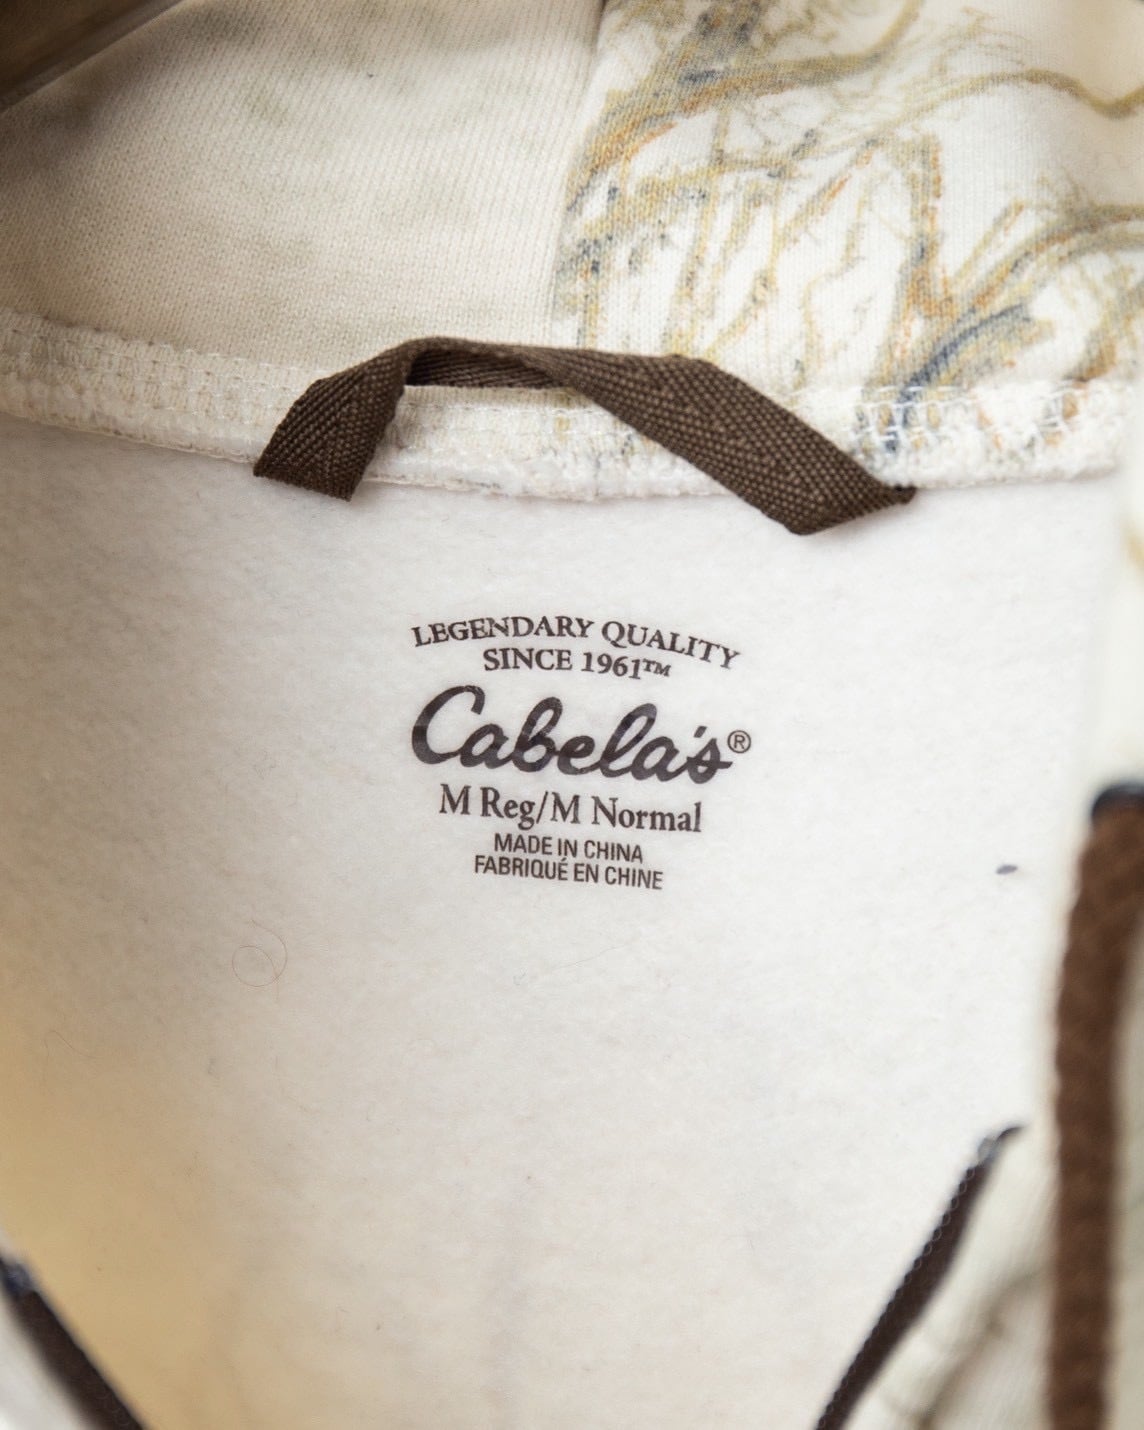 LEGENDARY QUALITY
SINCE 1961™
Cabela's®
M Reg/M Normal
MADE IN CHINA
FABRIQUÉ EN CHINE